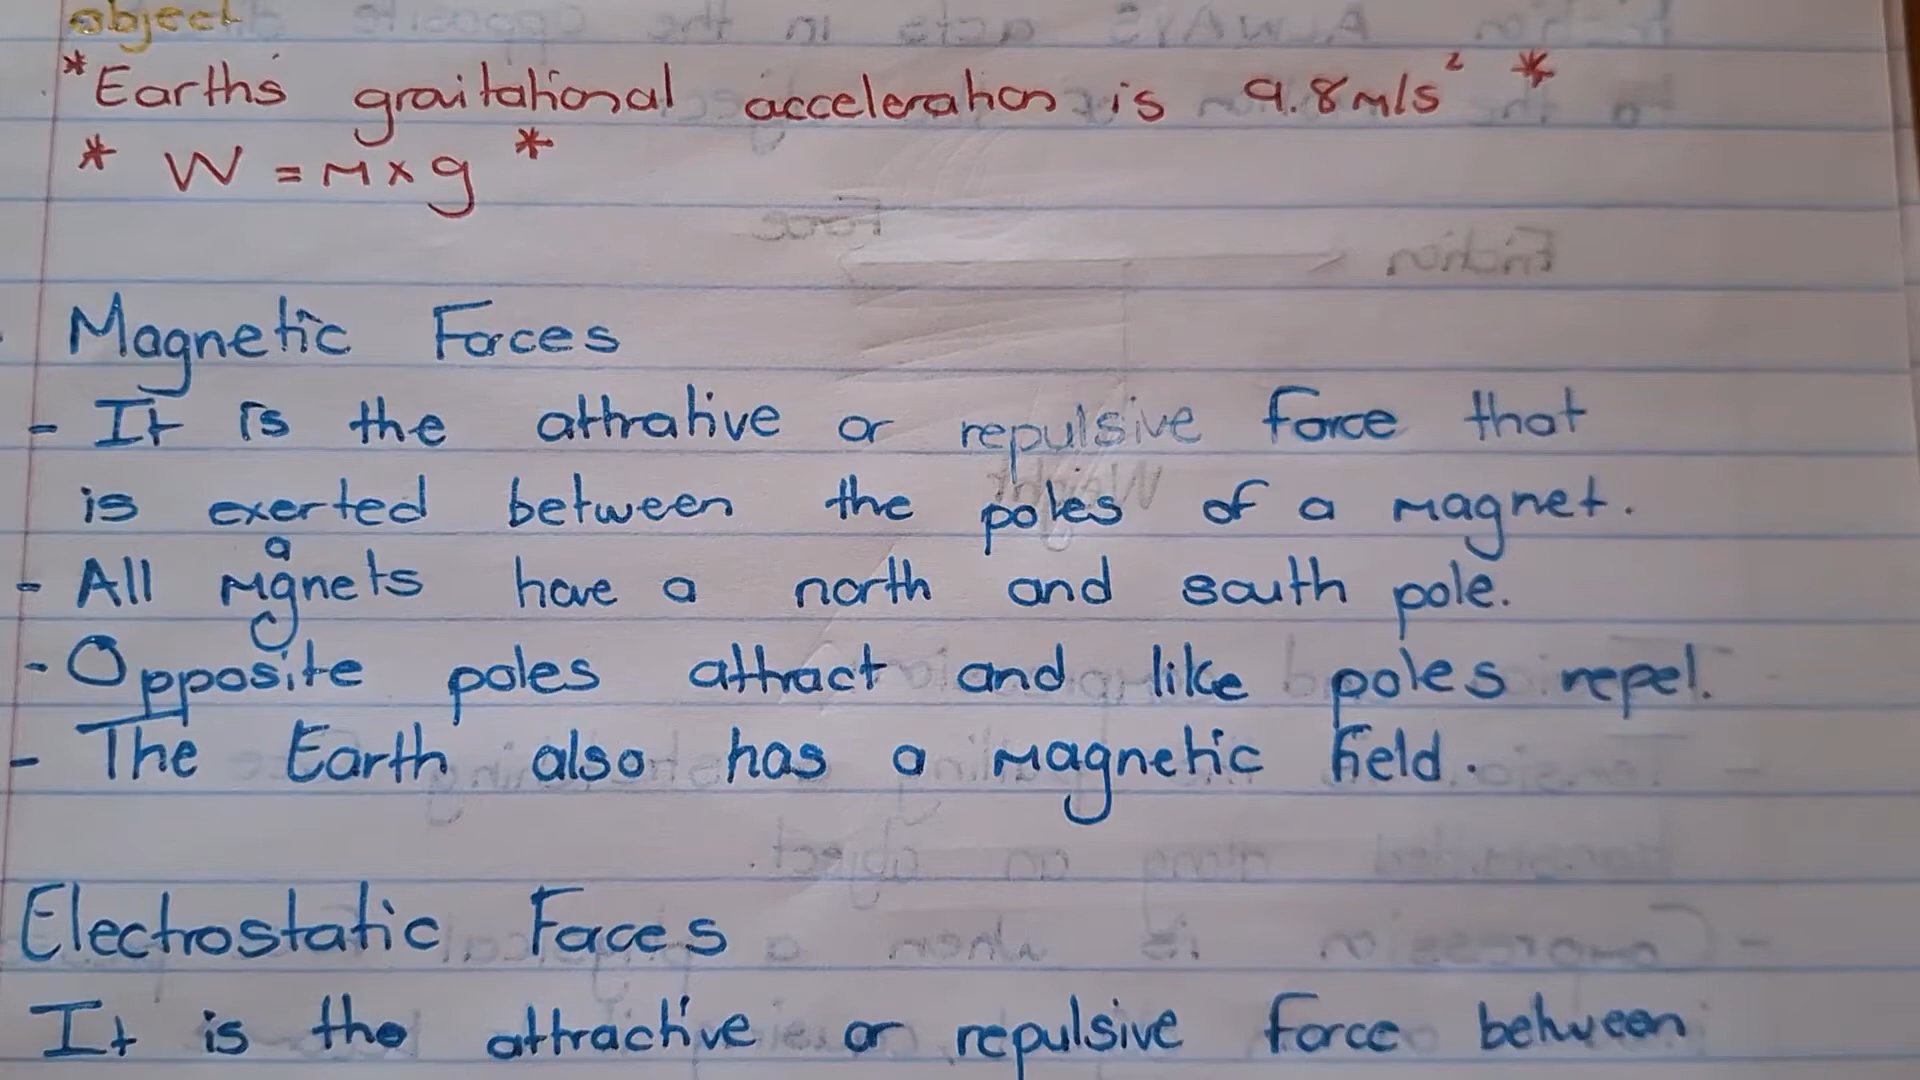 object
*Earths graitational acceleration is 9.8m/s² *
* W = M x g *
Magnetic Forces
- It is the attrative or repulsive force that
is exerted between the poles of a magnet.
- All magnets have a north and south pole.
- Opposite poles attract and like poles repel.
- The Earth also has a magnetic field.
Electrostatic Forces
It is the attractive or repulsive force between